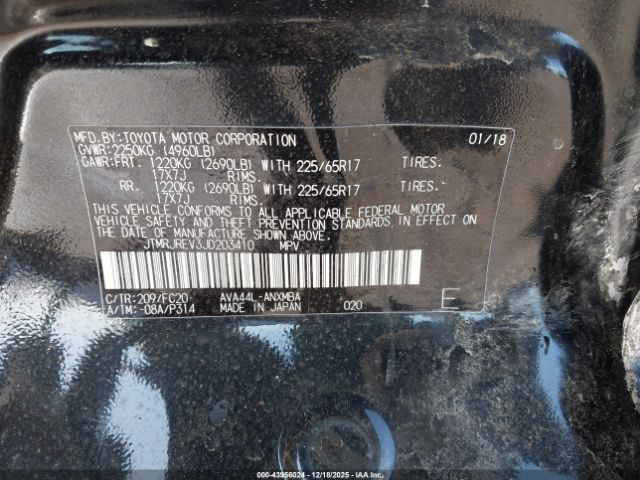 MFD.BY:TOYOTA MOTOR CORPORATION 01/18
GVWR:2250KG (4960LB)
GAWR:FRT. 1220KG (2690LB) WITH 225/65R17 TIRES.
17X7J RIMS.
RR. 1220KG (2690LB) WITH 225/65R17 TIRES.
17X7J RIMS.
THIS VEHICLE CONFORMS TO ALL APPLICABLE FEDERAL MOTOR
VEHICLE SAFETY AND THEFT PREVENTION STANDARDS IN EFFECT ON
THE DATE OF MANUFACTURE SHOWN ABOVE.
JTMRJREV3JD203410 MPV
C/TR:209/FC20 AVA44L-ANXMBA 020 E
A/TM:-08A/P314 MADE IN JAPAN
000-43956024 - 12/18/2025 - IAA Inc.